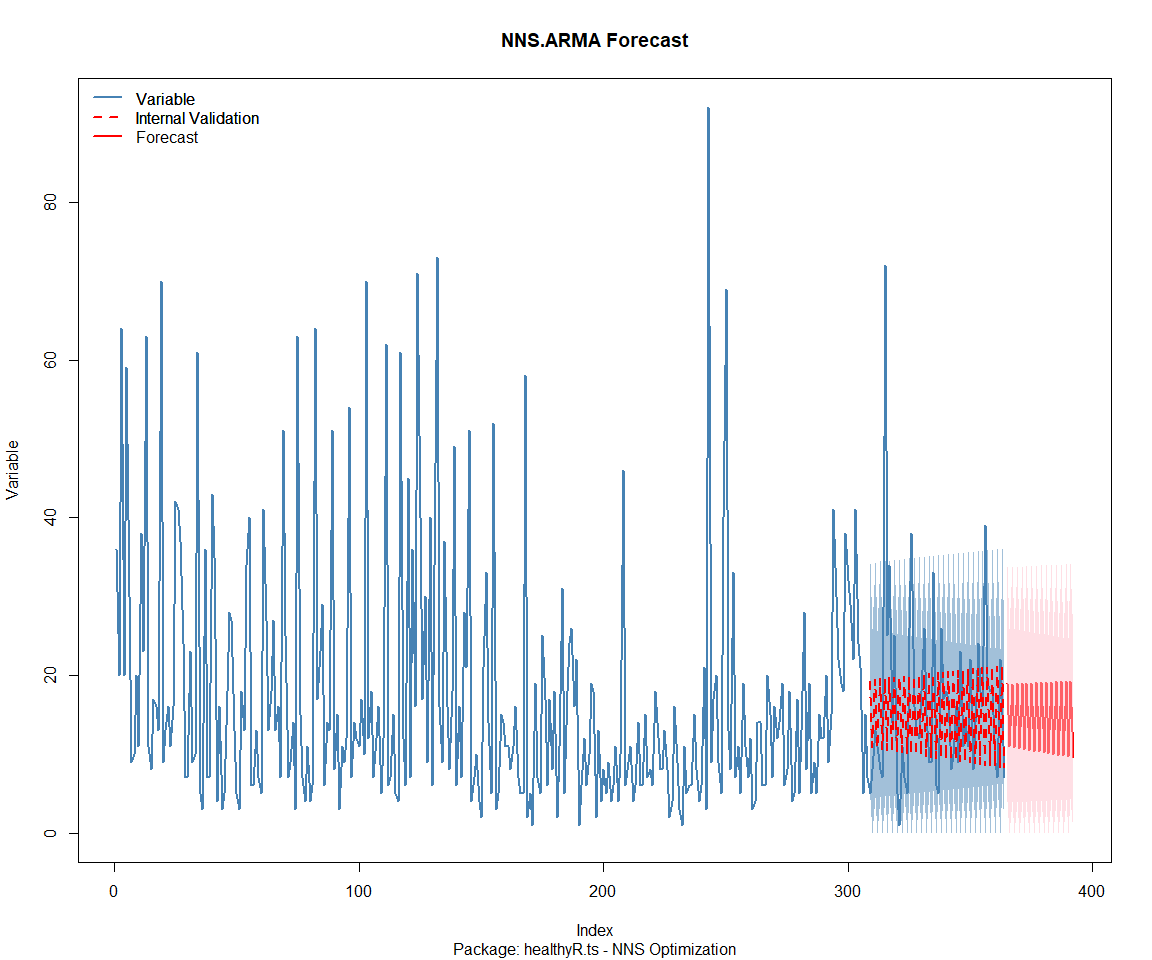 NNS.ARMA Forecast
Variable
Internal Validation
Forecast
Variable
80
60
40
20
0
0
100
200
300
400
Index
Package: healthyR.ts - NNS Optimization